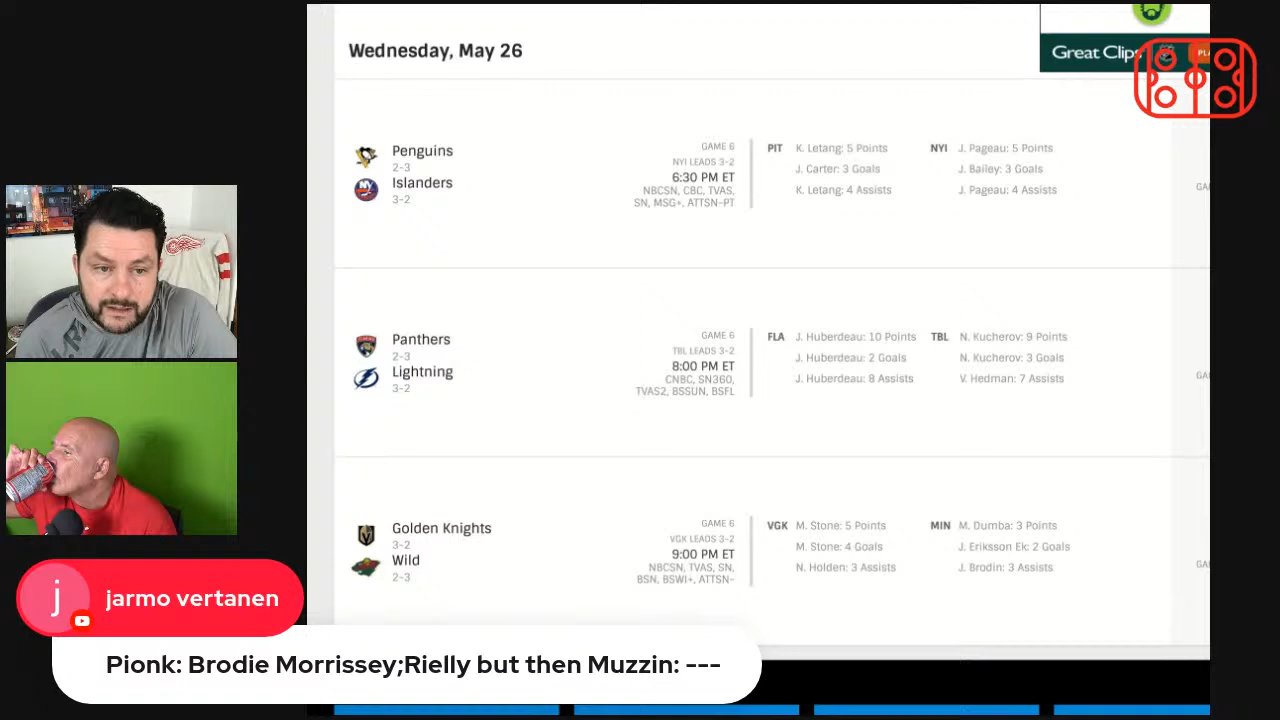 Wednesday, May 26
Great Clips
Penguins
2-3
Islanders
3-2
GAME 6
NYI LEADS 3-2
6:30 PM ET
NBCSN, CBC, TVAS,
SN, MSG+, ATTSN-PT
PIT K. Letang: 5 Points
J. Carter: 3 Goals
K. Letang: 4 Assists
NYI J. Pageau: 5 Points
J. Bailey: 3 Goals
J. Pageau: 4 Assists
Panthers
2-3
Lightning
3-2
GAME 6
TBL LEADS 3-2
8:00 PM ET
CNBC, SN360,
TVAS2, BSSUN, BSFL
FLA J. Huberdeau: 10 Points
J. Huberdeau: 2 Goals
J. Huberdeau: 8 Assists
TBL N. Kucherov: 9 Points
N. Kucherov: 3 Goals
V. Hedman: 7 Assists
Golden Knights
3-2
Wild
2-3
GAME 6
VGK LEADS 3-2
9:00 PM ET
NBCSN, TVAS, SN,
BSN, BSWI+, ATTSN-
VGK M. Stone: 5 Points
M. Stone: 4 Goals
N. Holden: 3 Assists
MIN M. Dumba: 3 Points
J. Eriksson Ek: 2 Goals
J. Brodin: 3 Assists
j
jarmo vertanen
Pionk: Brodie Morrissey;Rielly but then Muzzin: ---